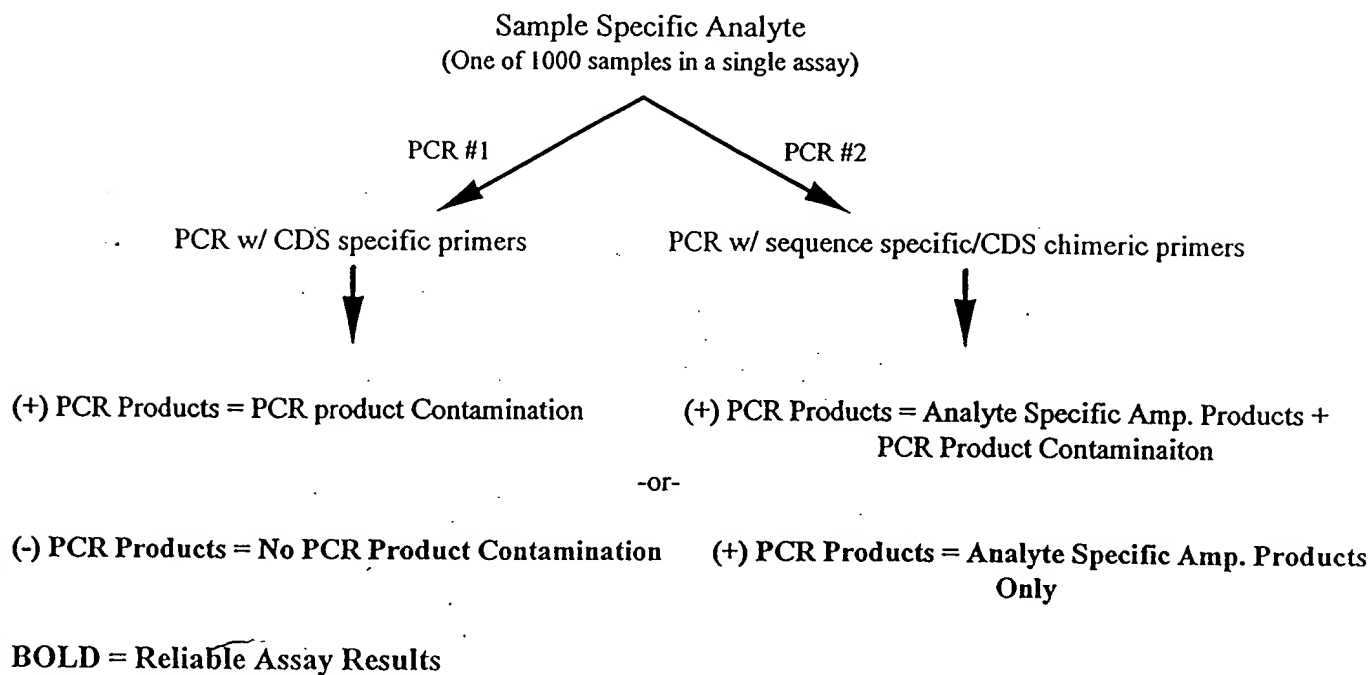 Sample Specific Analyte
(One of 1000 samples in a single assay)
PCR #1
PCR #2
PCR w/ CDS specific primers
PCR w/ sequence specific/CDS chimeric primers
(+) PCR Products = PCR product Contamination
(+) PCR Products = Analyte Specific Amp. Products +
PCR Product Contaminaiton
-or-
(-) PCR Products = No PCR Product Contamination
(+) PCR Products = Analyte Specific Amp. Products
Only
BOLD = Reliable Assay Results